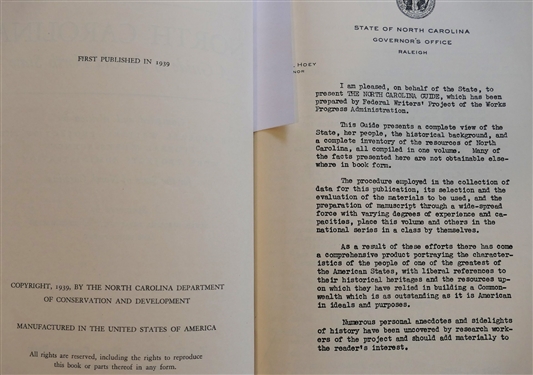 FIRST PUBLISHED IN 1939
COPYRIGHT, 1939, BY THE NORTH CAROLINA DEPARTMENT
OF CONSERVATION AND DEVELOPMENT
MANUFACTURED IN THE UNITED STATES OF AMERICA
All rights are reserved, including the rights to reproduce
this book or parts thereof in any form.
STATE OF NORTH CAROLINA
GOVERNOR'S OFFICE
RALEIGH
HOEY
NOR
I am pleased, on behalf of the State, to
present THE NORTH CAROLINA GUIDE, which has been
prepared by Federal Writers' Project of the Works
Progress Administration.
This Guide presents a complete view of the
State, her people, the historical background, and
a complete inventory of the resources of North
Carolina, all compiled in one volume. Many of
the facts presented here are not obtainable else-
where in book form.
The procedure employed in the collection of
data for this publication, its selection and the
evaluation of the materials to be used, and the
preparation of manuscript through a wide-spread
force with varying degrees of experience and ca-
pacities, place this volume and others in the
national series in a class by themselves.
As a result of these efforts there has come
a comprehensive product portraying the character-
istics of the people of one of the greatest of
the American States, with liberal references to
their historical heritages and the resources up-
on which they have relied in building a Common-
wealth which is as outstanding as it is American
in ideals and purposes.
Numerous personal anecdotes and sidelights
of history have been uncovered by research work-
ers of the project and should add materially to
the reader's interest.